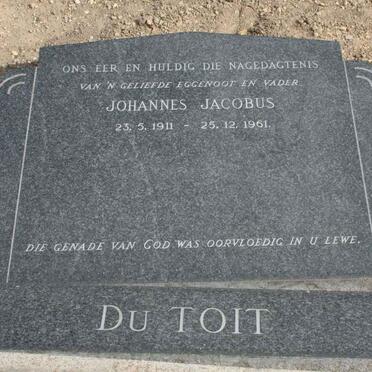 ONS EER EN HULDIG DIE NAGEDAGTENIS
VAN 'N GELIEFDE EGGENOOT EN VADER
JOHANNES JACOBUS
23. 5. 1911 - 25. 12. 1961.
DIE GENADE VAN GOD WAS OORVLOEDIG IN U LEWE.
DU TOIT